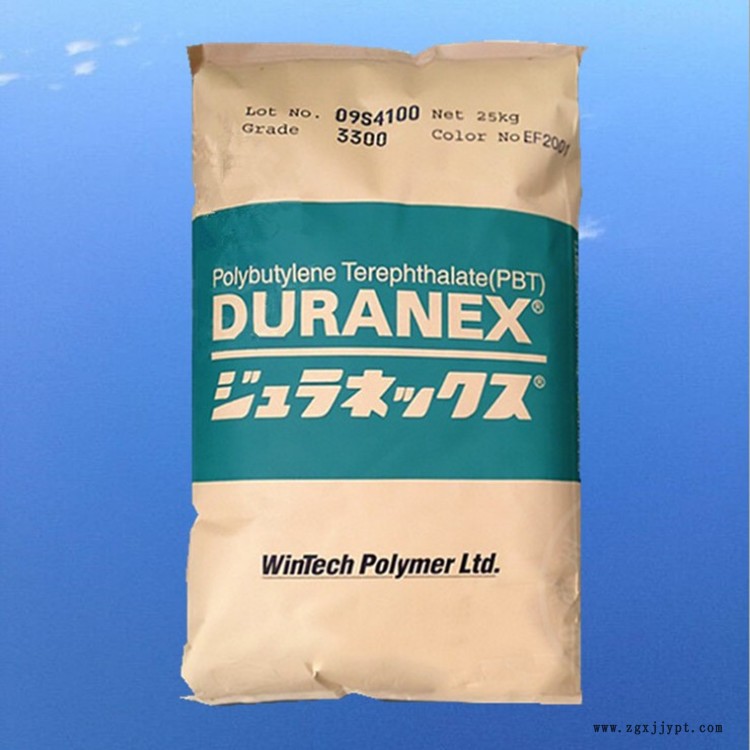 Lot No. 09S4100 Net 25kg
Grade 3300 Color No EF2001
Polybutylene Terephthalate(PBT)
DURANEX®
ジュラネックス®
WinTech Polymer Ltd.
www.zgxjjypt.com